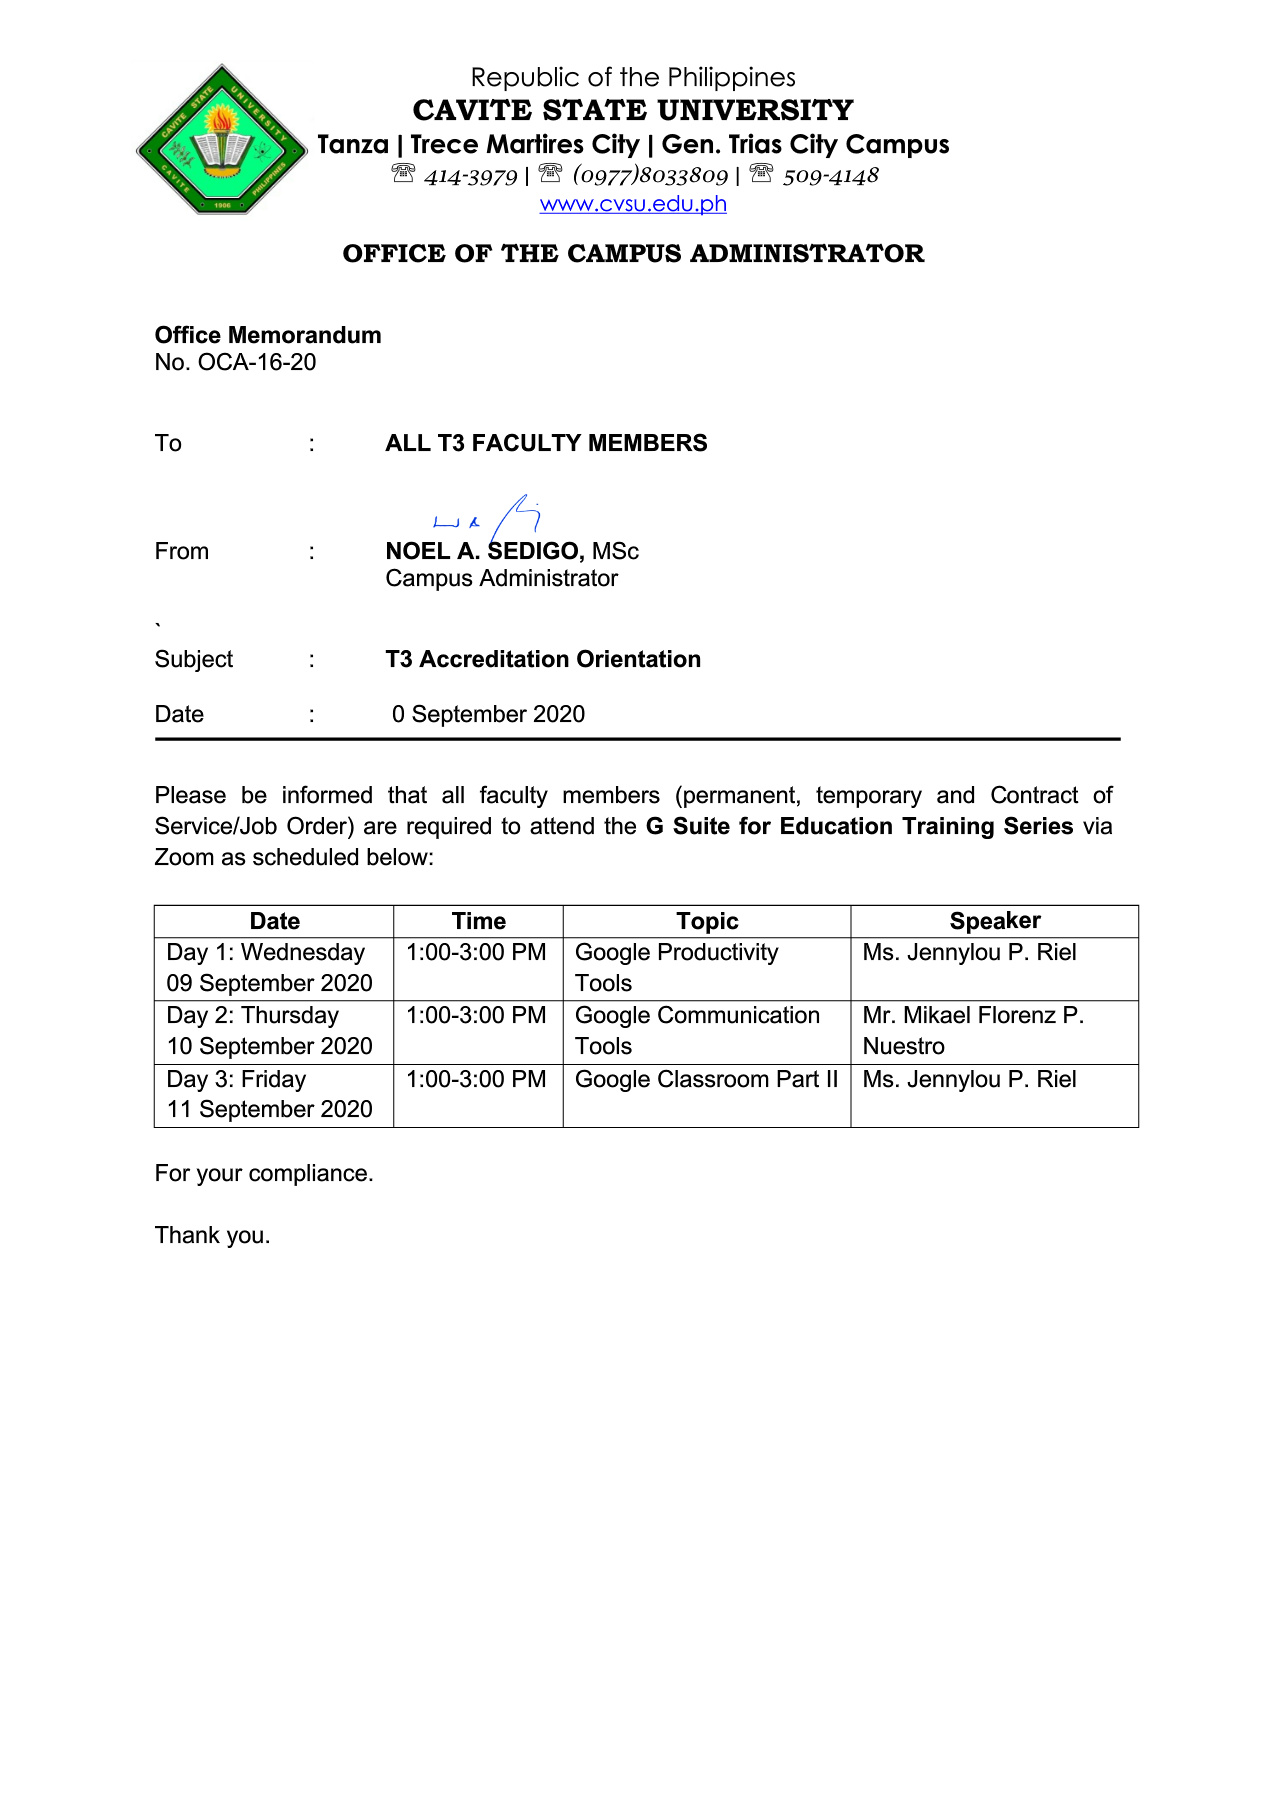 Republic of the Philippines
CAVITE STATE UNIVERSITY
Tanza | Trece Martires City | Gen. Trias City Campus
☏ 414-3979 | ☏ (0977)8033809 | ☏ 509-4148
www.cvsu.edu.ph
CAVITE STATE UNIVERSITY
CAVITE PHILIPPINES
1906
OFFICE OF THE CAMPUS ADMINISTRATOR
Office Memorandum
No. OCA-16-20
To : ALL T3 FACULTY MEMBERS
From : NOEL A. SEDIGO, MSc
Campus Administrator
`
Subject : T3 Accreditation Orientation
Date : 0 September 2020
Please be informed that all faculty members (permanent, temporary and Contract of
Service/Job Order) are required to attend the G Suite for Education Training Series via
Zoom as scheduled below:
Date Time Topic Speaker
Day 1: Wednesday 1:00-3:00 PM Google Productivity Ms. Jennylou P. Riel
09 September 2020 Tools
Day 2: Thursday 1:00-3:00 PM Google Communication Mr. Mikael Florenz P.
10 September 2020 Tools Nuestro
Day 3: Friday 1:00-3:00 PM Google Classroom Part II Ms. Jennylou P. Riel
11 September 2020
For your compliance.
Thank you.